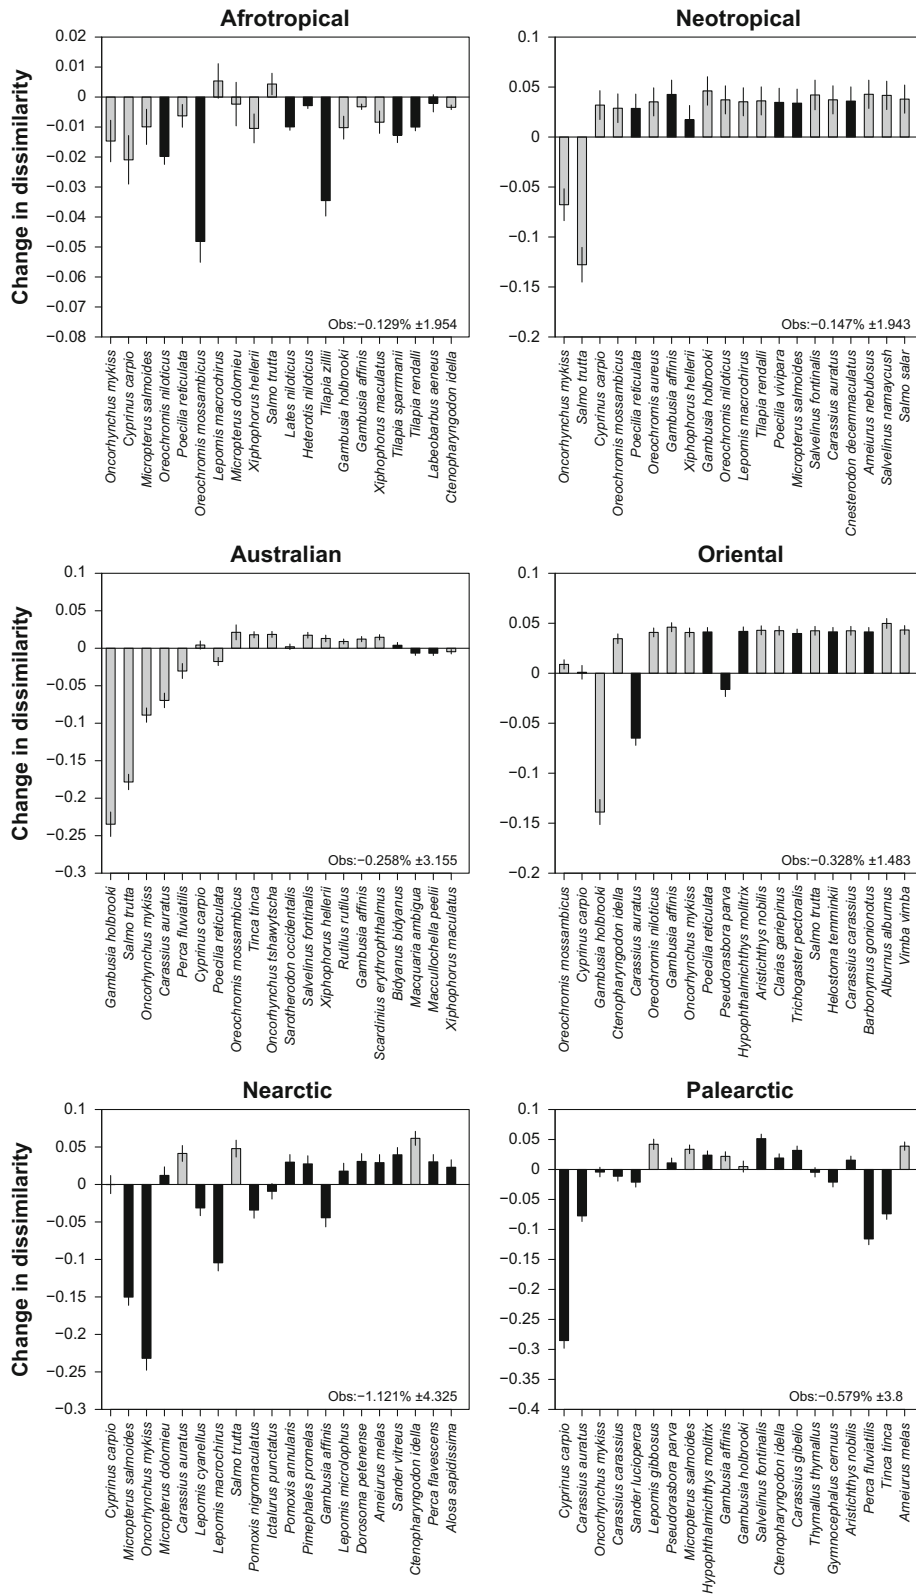 Afrotropical
Change in dissimilarity
0.02
0.01
0
−0.01
−0.02
−0.03
−0.04
−0.05
−0.06
−0.07
−0.08
Obs:−0.129% ±1.954
Oncorhynchus mykiss
Cyprinus carpio
Micropterus salmoides
Oreochromis niloticus
Poecilia reticulata
Oreochromis mossambicus
Lepomis macrochirus
Micropterus dolomieu
Xiphophorus hellerii
Salmo trutta
Lates niloticus
Heterotis niloticus
Tilapia zillii
Gambusia holbrooki
Gambusia affinis
Xiphophorus maculatus
Tilapia sparrmanii
Tilapia rendalli
Labeobarbus aeneus
Ctenopharyngodon idella
Neotropical
0.1
0.05
0
−0.05
−0.1
−0.15
−0.2
Obs:−0.147% ±1.943
Oncorhynchus mykiss
Salmo trutta
Cyprinus carpio
Oreochromis mossambicus
Poecilia reticulata
Oreochromis aureus
Gambusia affinis
Xiphophorus hellerii
Gambusia holbrooki
Oreochromis niloticus
Lepomis macrochirus
Tilapia rendalli
Poecilia vivipara
Micropterus salmoides
Salvelinus fontinalis
Carassius auratus
Cnesterodon decemmaculatus
Ameiurus nebulosus
Salvelinus namaycush
Salmo salar
Australian
Change in dissimilarity
0.1
0.05
0
−0.05
−0.1
−0.15
−0.2
−0.25
−0.3
Obs:−0.258% ±3.155
Gambusia holbrooki
Salmo trutta
Oncorhynchus mykiss
Carassius auratus
Perca fluviatilis
Cyprinus carpio
Poecilia reticulata
Oreochromis mossambicus
Tinca tinca
Oncorhynchus tshawytscha
Sarotherodon occidentalis
Salvelinus fontinalis
Xiphophorus hellerii
Rutilus rutilus
Gambusia affinis
Scardinius erythrophthalmus
Bidyanus bidyanus
Macquaria ambigua
Maccullochella peelii
Xiphophorus maculatus
Oriental
0.1
0.05
0
−0.05
−0.1
−0.15
−0.2
Obs:−0.328% ±1.483
Oreochromis mossambicus
Cyprinus carpio
Gambusia holbrooki
Ctenopharyngodon idella
Carassius auratus
Oreochromis niloticus
Gambusia affinis
Oncorhynchus mykiss
Poecilia reticulata
Pseudorasbora parva
Hypophthalmichthys molitrix
Aristichthys nobilis
Clarias gariepinus
Trichogaster pectoralis
Salmo trutta
Helostoma temminkii
Carassius carassius
Barbonymus gonionotus
Alburnus alburnus
Vimba vimba
Nearctic
Change in dissimilarity
0.1
0.05
0
−0.05
−0.1
−0.15
−0.2
−0.25
−0.3
Obs:−1.121% ±4.325
Cyprinus carpio
Micropterus salmoides
Oncorhynchus mykiss
Micropterus dolomieu
Carassius auratus
Lepomis cyanellus
Lepomis macrochirus
Salmo trutta
Pomoxis nigromaculatus
Ictalurus punctatus
Pomoxis annularis
Pimephales promelas
Gambusia affinis
Lepomis microlophus
Dorosoma petenense
Ameiurus melas
Sander vitreus
Ctenopharyngodon idella
Perca flavescens
Alosa sapidissima
Palearctic
0.1
0.05
0
−0.05
−0.1
−0.15
−0.2
−0.3
−0.4
Obs:−0.579% ±3.8
Cyprinus carpio
Carassius auratus
Oncorhynchus mykiss
Carassius carassius
Sander lucioperca
Lepomis gibbosus
Pseudorasbora parva
Micropterus salmoides
Hypophthalmichthys molitrix
Gambusia affinis
Gambusia holbrooki
Salvelinus fontinalis
Ctenopharyngodon idella
Carassius gibelio
Thymallus thymallus
Gymnocephalus cernuus
Aristichthys nobilis
Perca fluviatilis
Tinca tinca
Ameiurus melas